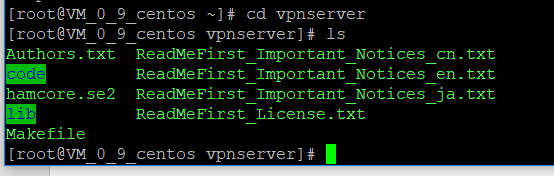 [root@VM_0_9_centos ~]# cd vpnserver
[root@VM_0_9_centos vpnserver]# ls
Authors.txt  ReadMeFirst_Important_Notices_cn.txt
code         ReadMeFirst_Important_Notices_en.txt
hamcore.se2  ReadMeFirst_Important_Notices_ja.txt
lib          ReadMeFirst_License.txt
Makefile
[root@VM_0_9_centos vpnserver]#